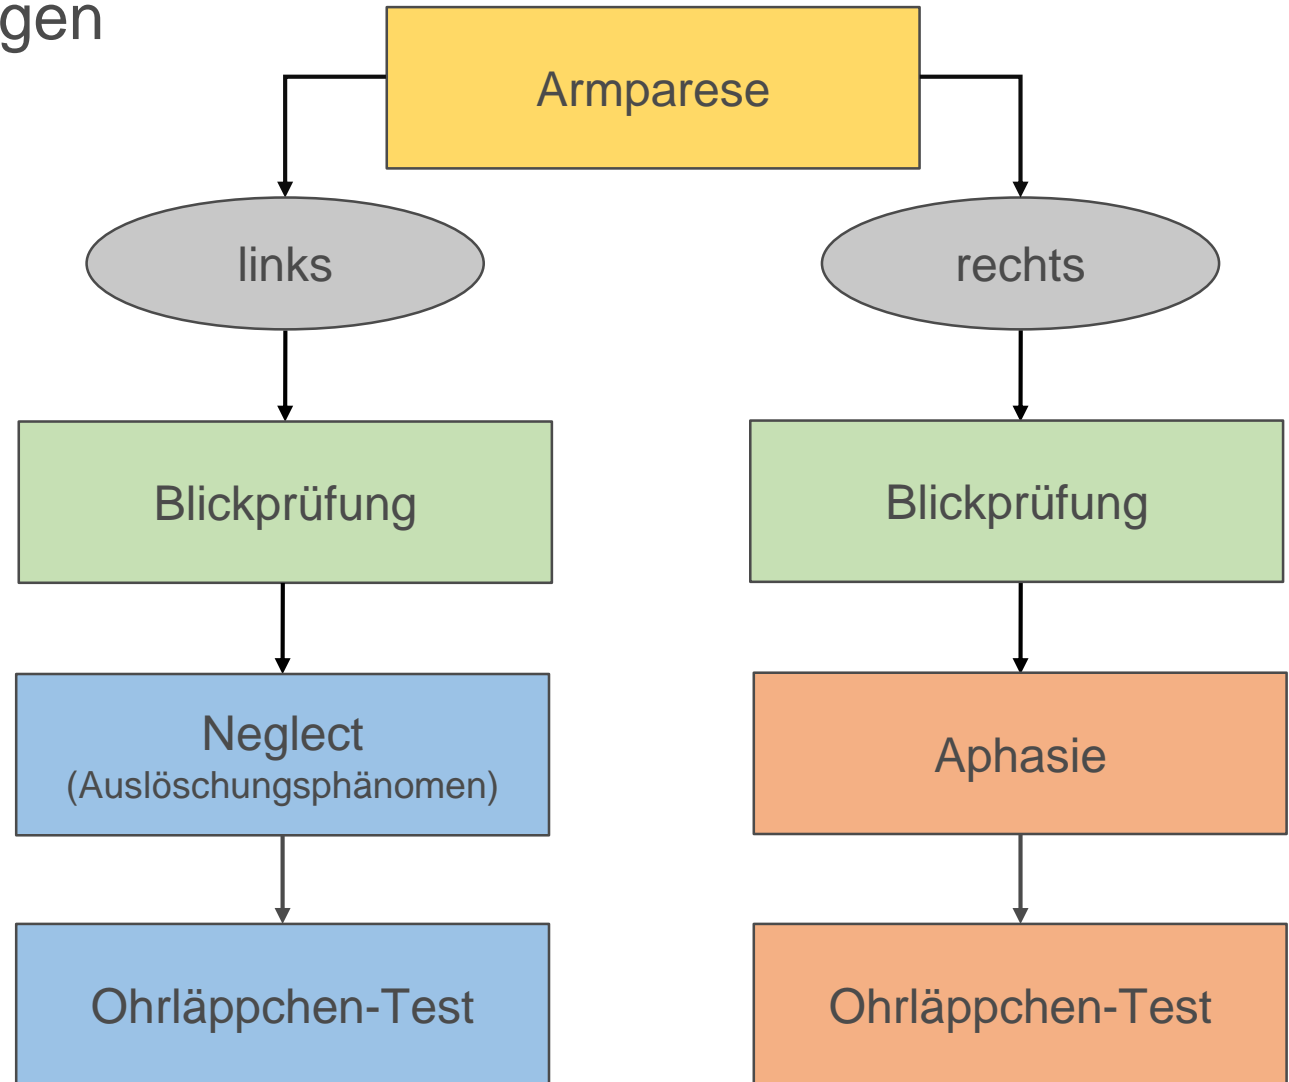 gen
Armparese
links
rechts
Blickprüfung
Blickprüfung
Neglect
(Auslöschungsphänomen)
Aphasie
Ohrläppchen-Test
Ohrläppchen-Test